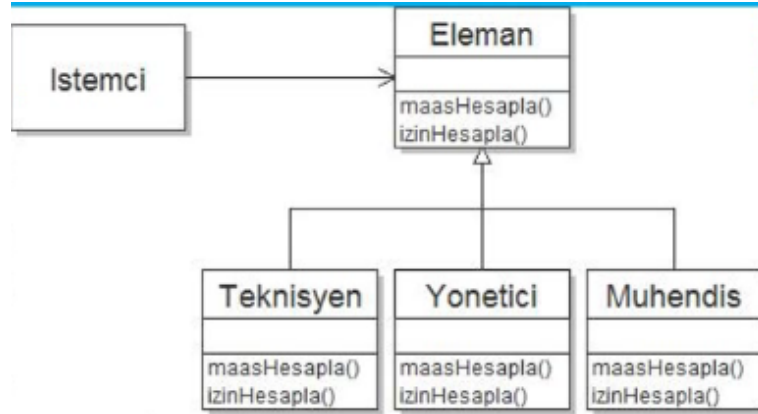 Eleman
Istemci
maasHesapla()
izinHesapla()
Teknisyen
Yonetici
Muhendis
maasHesapla()
maasHesapla()
maasHesapla()
izinHesapla()
izinHesapla()
izinHesapla()